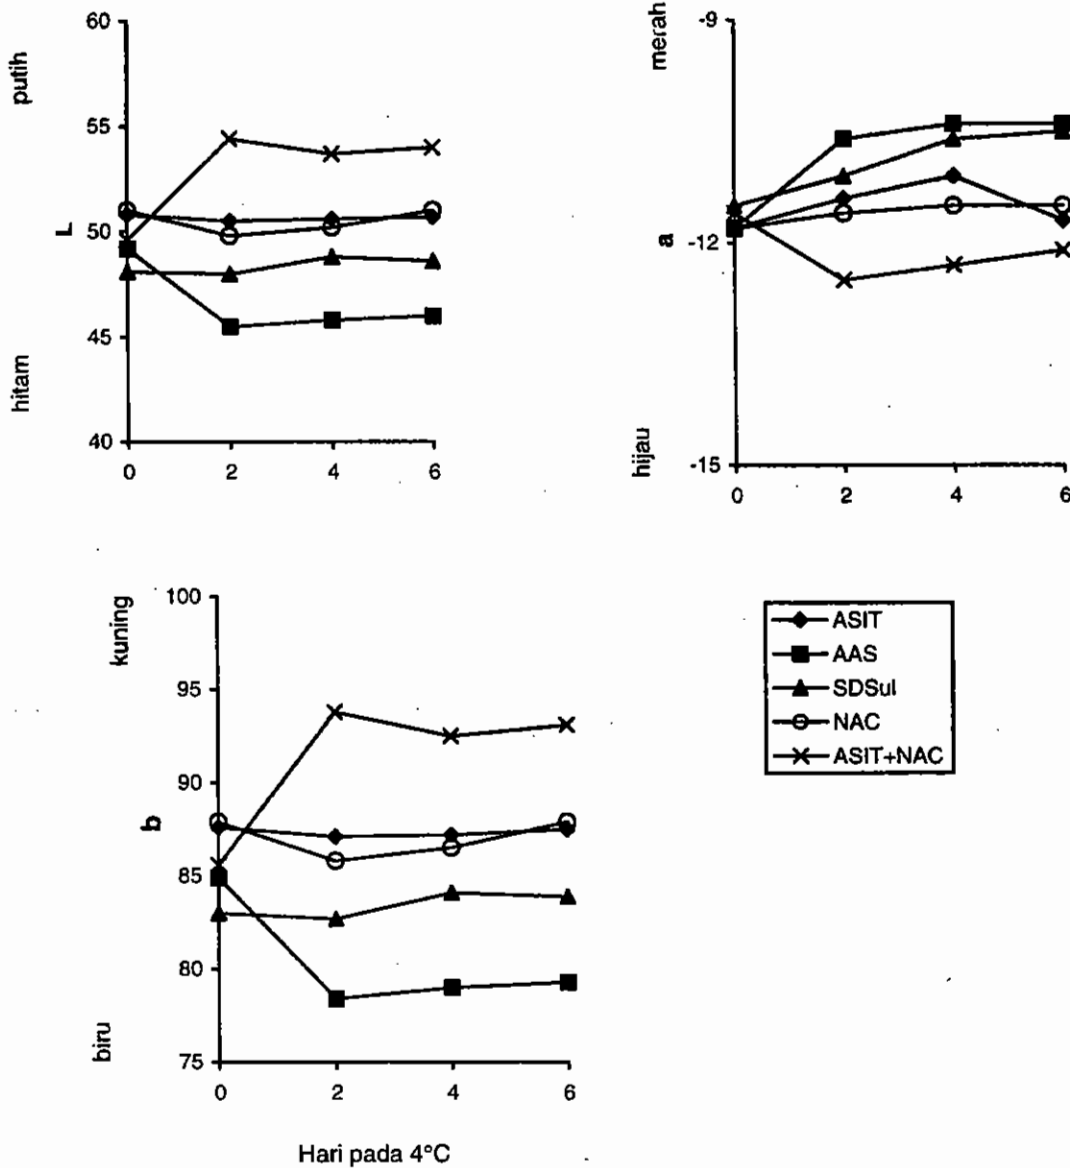 60
putih
55
L
50
45
hitam
40
0 2 4 6
-9
merah
a
-12
hijau
-15
0 2 4 6
100
kuning
95
90
b
85
80
biru
75
0 2 4 6
Hari pada 4°C
ASIT
AAS
SDSul
NAC
ASIT+NAC